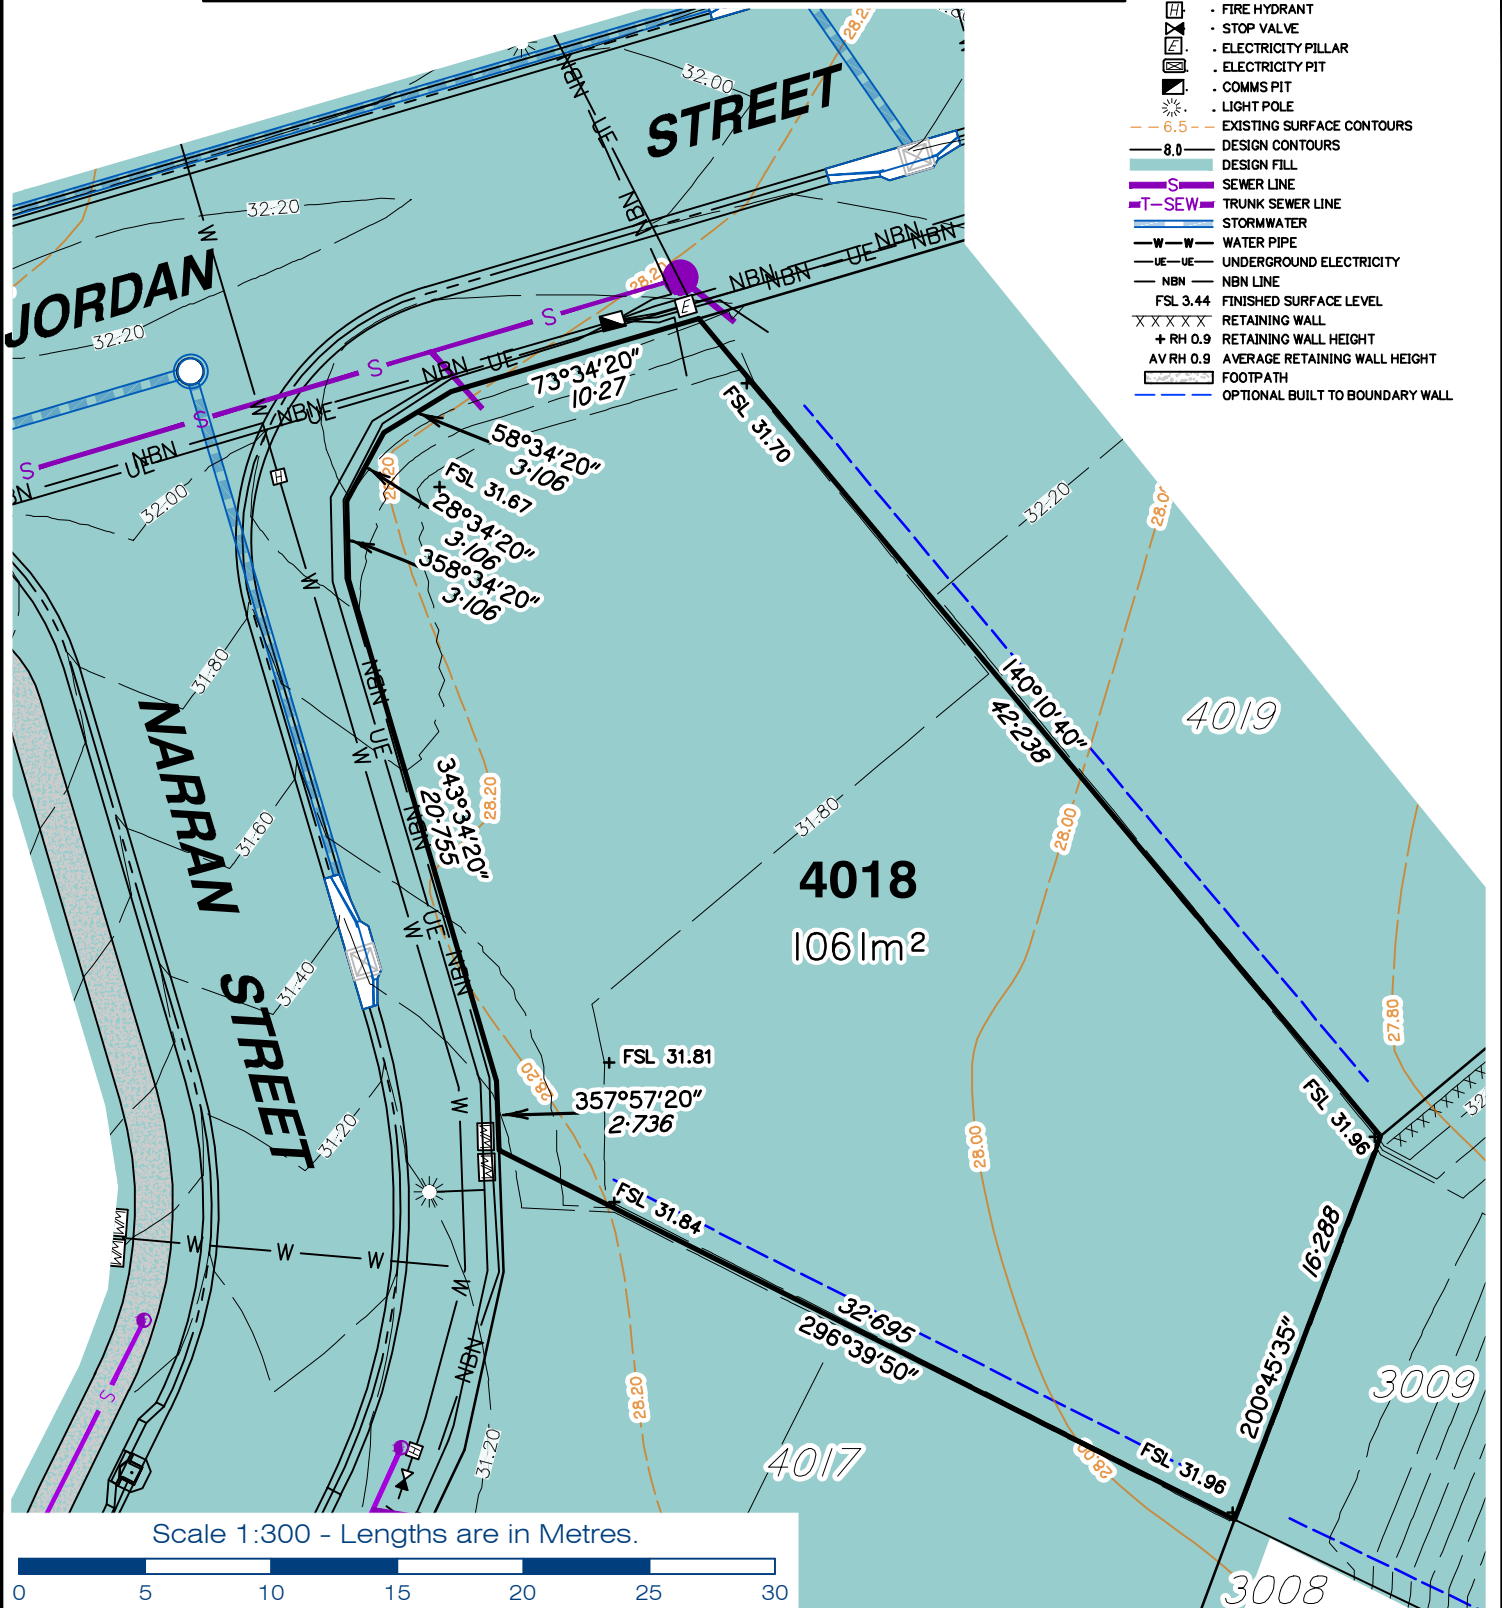 FIRE HYDRANT
STOP VALVE
E ELECTRICITY PILLAR
ELECTRICITY PIT
COMMS PIT
LIGHT POLE
6.5 EXISTING SURFACE CONTOURS
8.0 DESIGN CONTOURS
DESIGN FILL
S SEWER LINE
T-SEW TRUNK SEWER LINE
STORMWATER
W W WATER PIPE
UE UE UNDERGROUND ELECTRICITY
NBN NBN LINE
FSL 3.44 FINISHED SURFACE LEVEL
X X X X X RETAINING WALL
+ RH 0.9 RETAINING WALL HEIGHT
AV RH 0.9 AVERAGE RETAINING WALL HEIGHT
FOOTPATH
OPTIONAL BUILT TO BOUNDARY WALL
JORDAN STREET
NARRAN STREET
32.00
32.20
32.20
28.20
32.00
31.80
31.60
31.40
31.20
31.20
73°34'20"
10.27
58°34'20"
3.106
FSL 31.67
28°34'20"
3.106
358°34'20"
3.106
343°34'20"
20.755
28.20
28.20
FSL 31.70
32.20
140°10'40"
42.238
4019
31.80
28.00
27.80
4018
1061m²
FSL 31.81
357°57'20"
2.736
28.20
28.00
FSL 31.84
32.695
296°39'50"
FSL 31.96
16.288
200°45'35"
FSL 31.96
28.20
28.00
4017
3009
3008
Scale 1:300 - Lengths are in Metres.
0 5 10 15 20 25 30